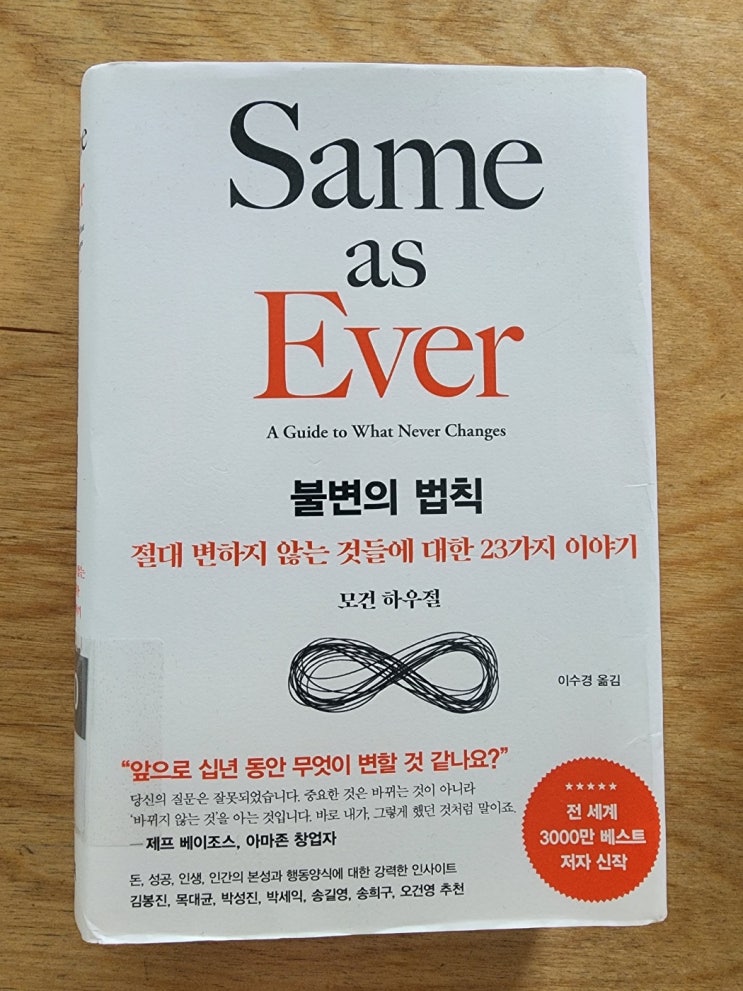 Same
as
Ever
A Guide to What Never Changes
불변의 법칙
절대 변하지 않는 것들에 대한 23가지 이야기
모건 하우절
이수경 옮김
“앞으로 십년 동안 무엇이 변할 것 같나요?”
당신의 질문은 잘못되었습니다. 중요한 것은 바뀌는 것이 아니라
‘바뀌지 않는 것’을 아는 것입니다. 바로 내가, 그렇게 했던 것처럼 말이죠.
― 제프 베이조스, 아마존 창업자
돈, 성공, 인생, 인간의 본성과 행동양식에 대한 강력한 인사이트
김봉진, 목대균, 박성진, 박세익, 송길영, 송희구, 오건영 추천
★★★★★
전 세계
3000만 베스트
저자 신작